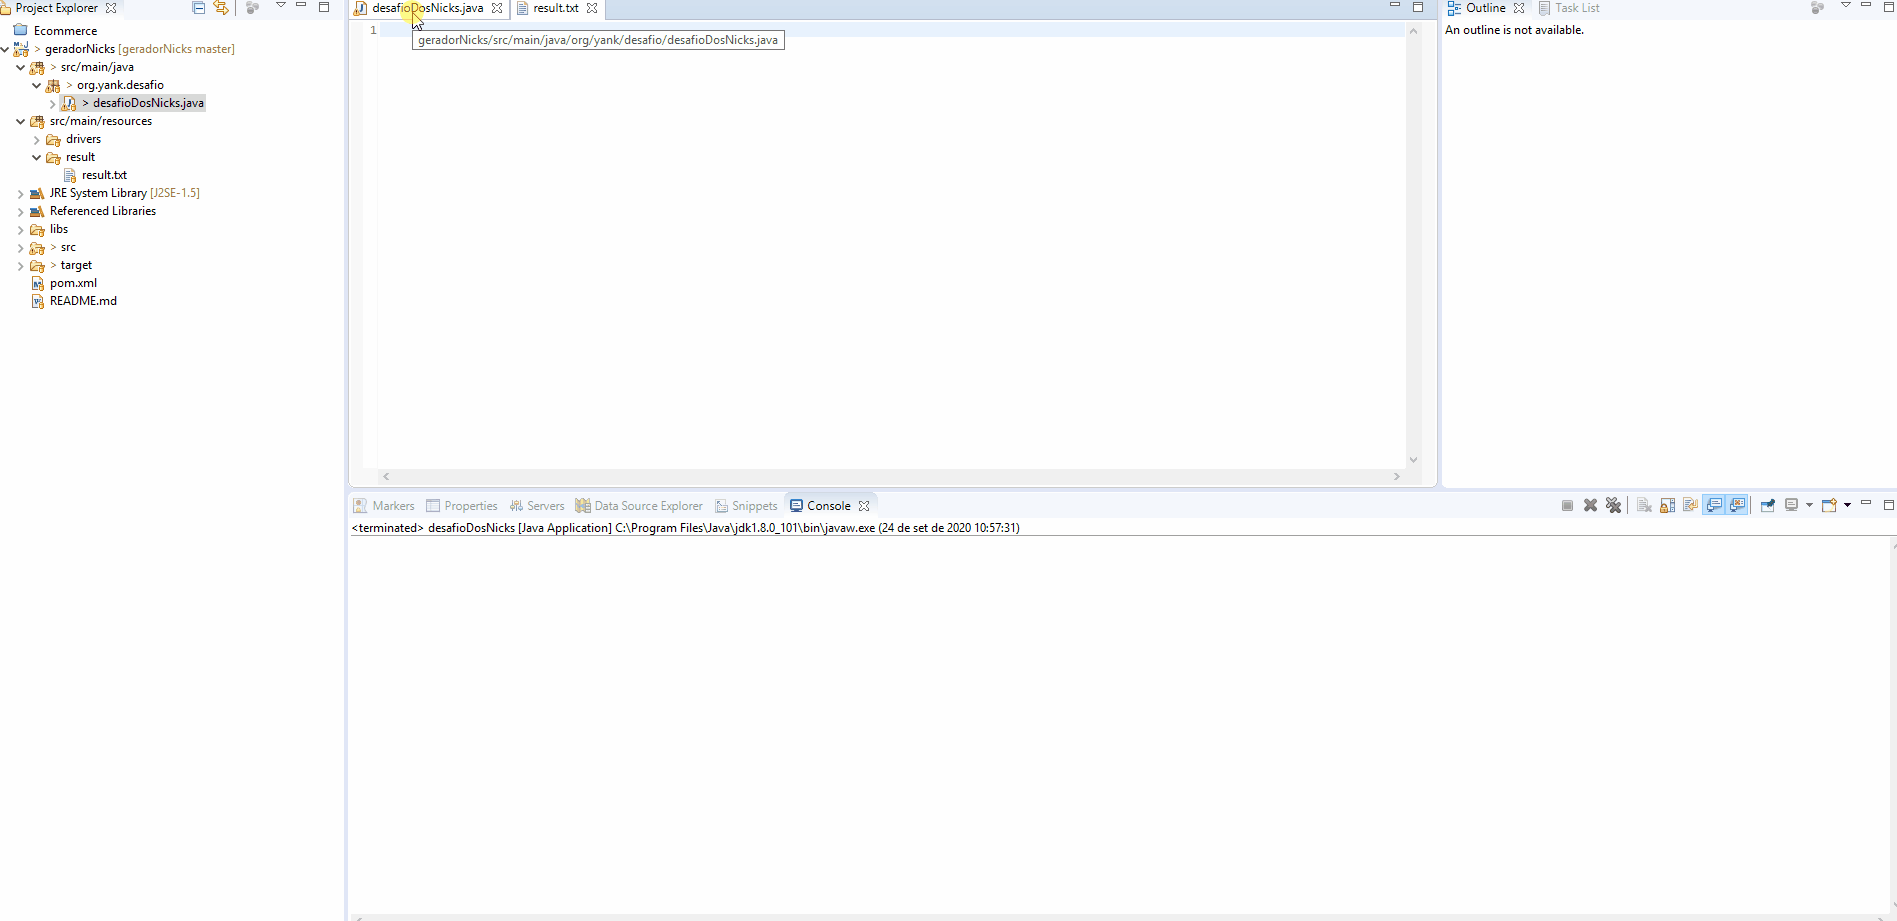 Project Explorer
Ecommerce
> geradorNicks [geradorNicks master]
> src/main/java
> org.yank.desafio
> desafioDosNicks.java
src/main/resources
drivers
result
result.txt
JRE System Library [J2SE-1.5]
Referenced Libraries
libs
> src
> target
pom.xml
README.md
desafioDosNicks.java
result.txt
1
geradorNicks/src/main/java/org/yank/desafio/desafioDosNicks.java
Outline
Task List
An outline is not available.
Markers
Properties
Servers
Data Source Explorer
Snippets
Console
<terminated> desafioDosNicks [Java Application] C:\Program Files\Java\jdk1.8.0_101\bin\javaw.exe (24 de set de 2020 10:57:31)